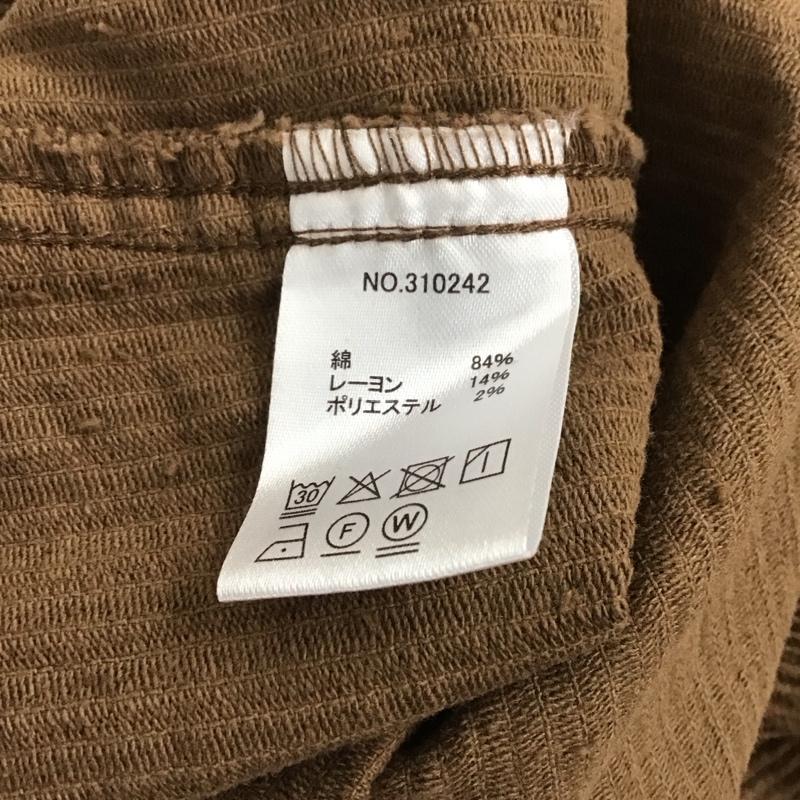 NO.310242
綿 84%
レーヨン 14%
ポリエステル 2%
30
F W